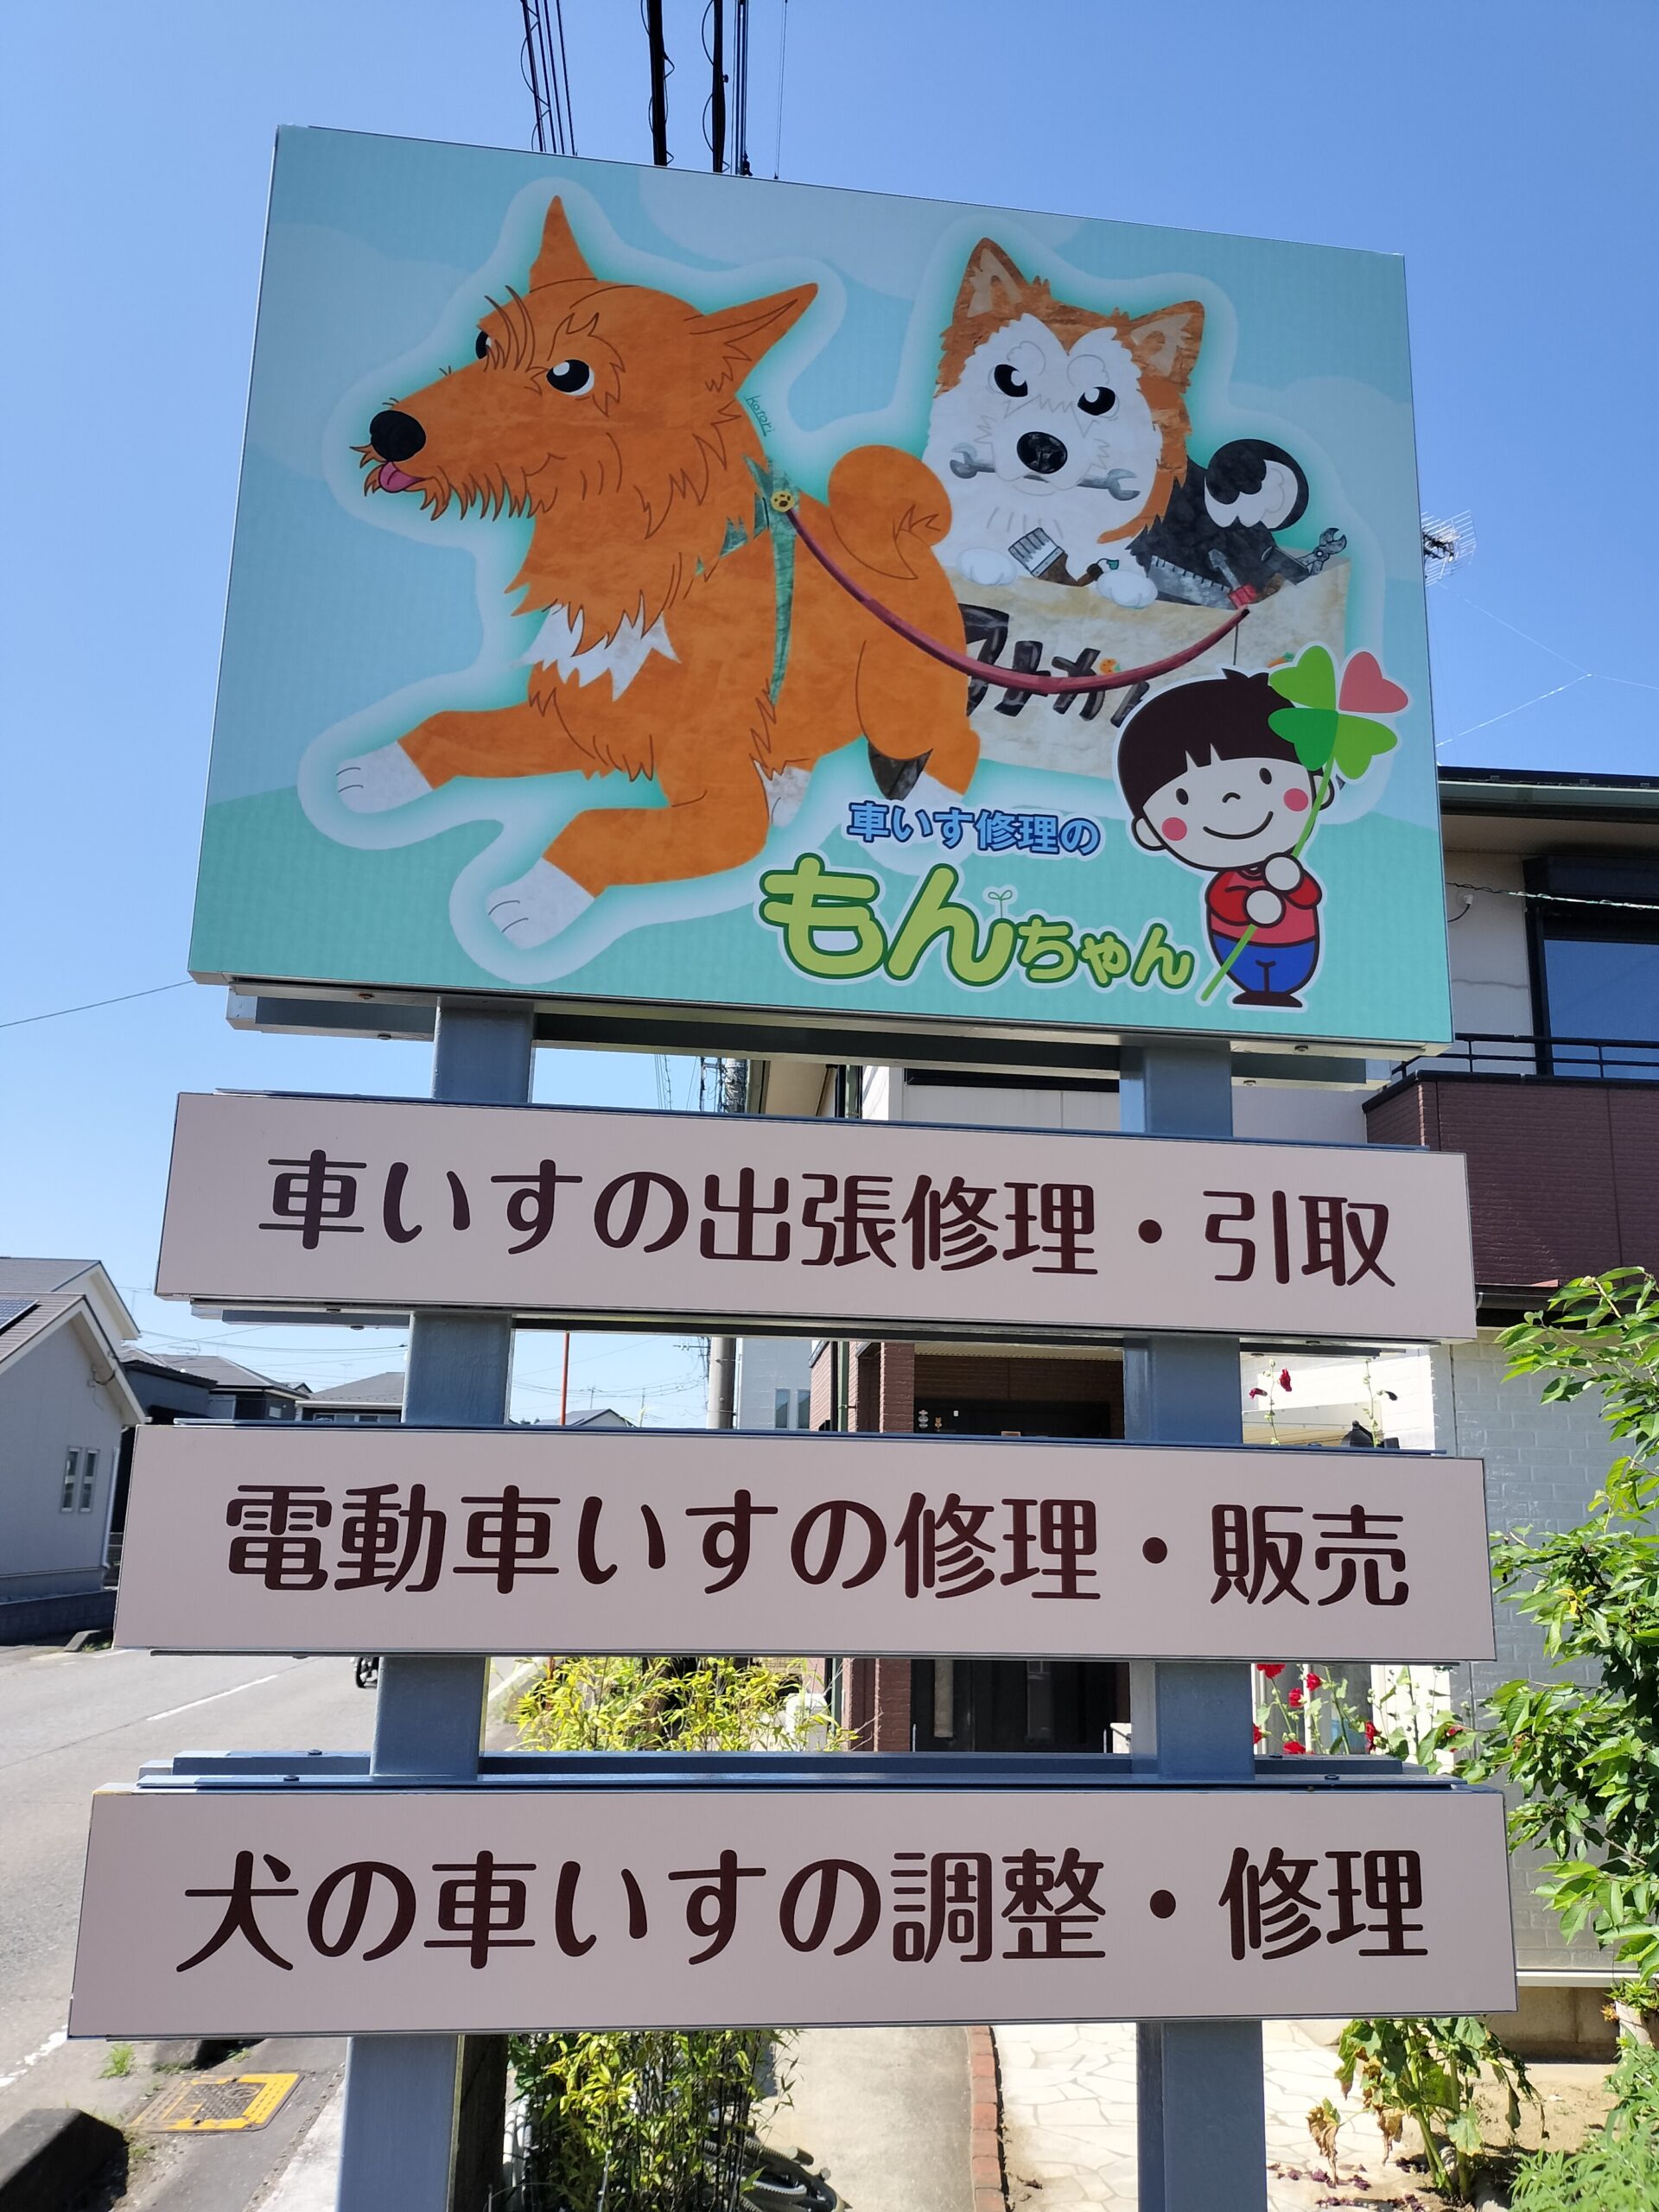 kotori
車いす修理の
もんちゃん
車いすの出張修理・引取
電動車いすの修理・販売
犬の車いすの調整・修理